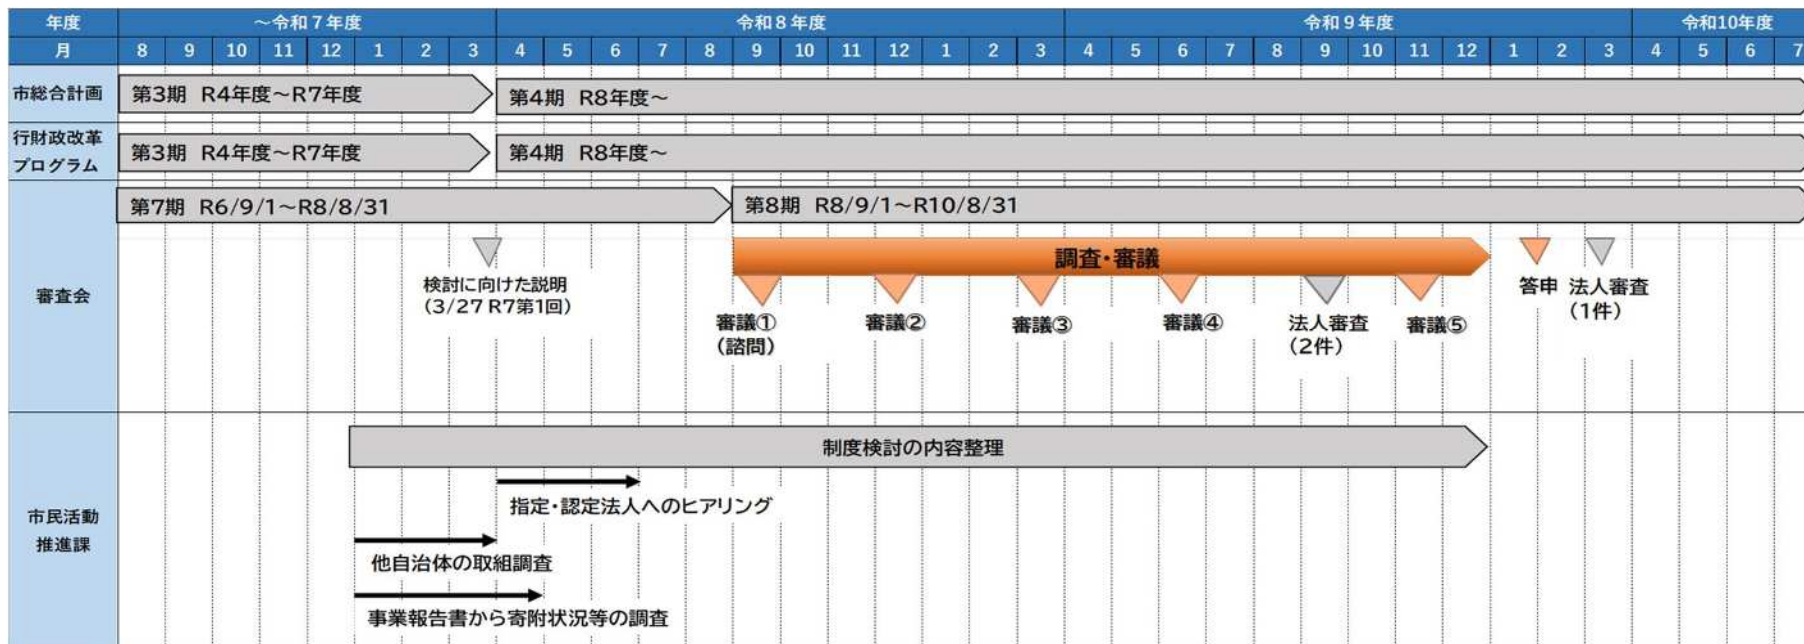 年度 ～令和７年度 令和８年度 令和９年度 令和10年度
月 8 9 10 11 12 1 2 3 4 5 6 7 8 9 10 11 12 1 2 3 4 5 6 7 8 9 10 11 12 1 2 3 4 5 6 7
市総合計画
第3期 R4年度～R7年度
第4期 R8年度～
行財政改革
プログラム
第3期 R4年度～R7年度
第4期 R8年度～
審査会
第7期 R6/9/1～R8/8/31
第8期 R8/9/1～R10/8/31
調査・審議
検討に向けた説明
（3/27 R7第1回）
審議①
（諮問）
審議②
審議③
審議④
法人審査
（2件）
審議⑤
答申
法人審査
（1件）
市民活動
推進課
制度検討の内容整理
指定・認定法人へのヒアリング
他自治体の取組調査
事業報告書から寄附状況等の調査